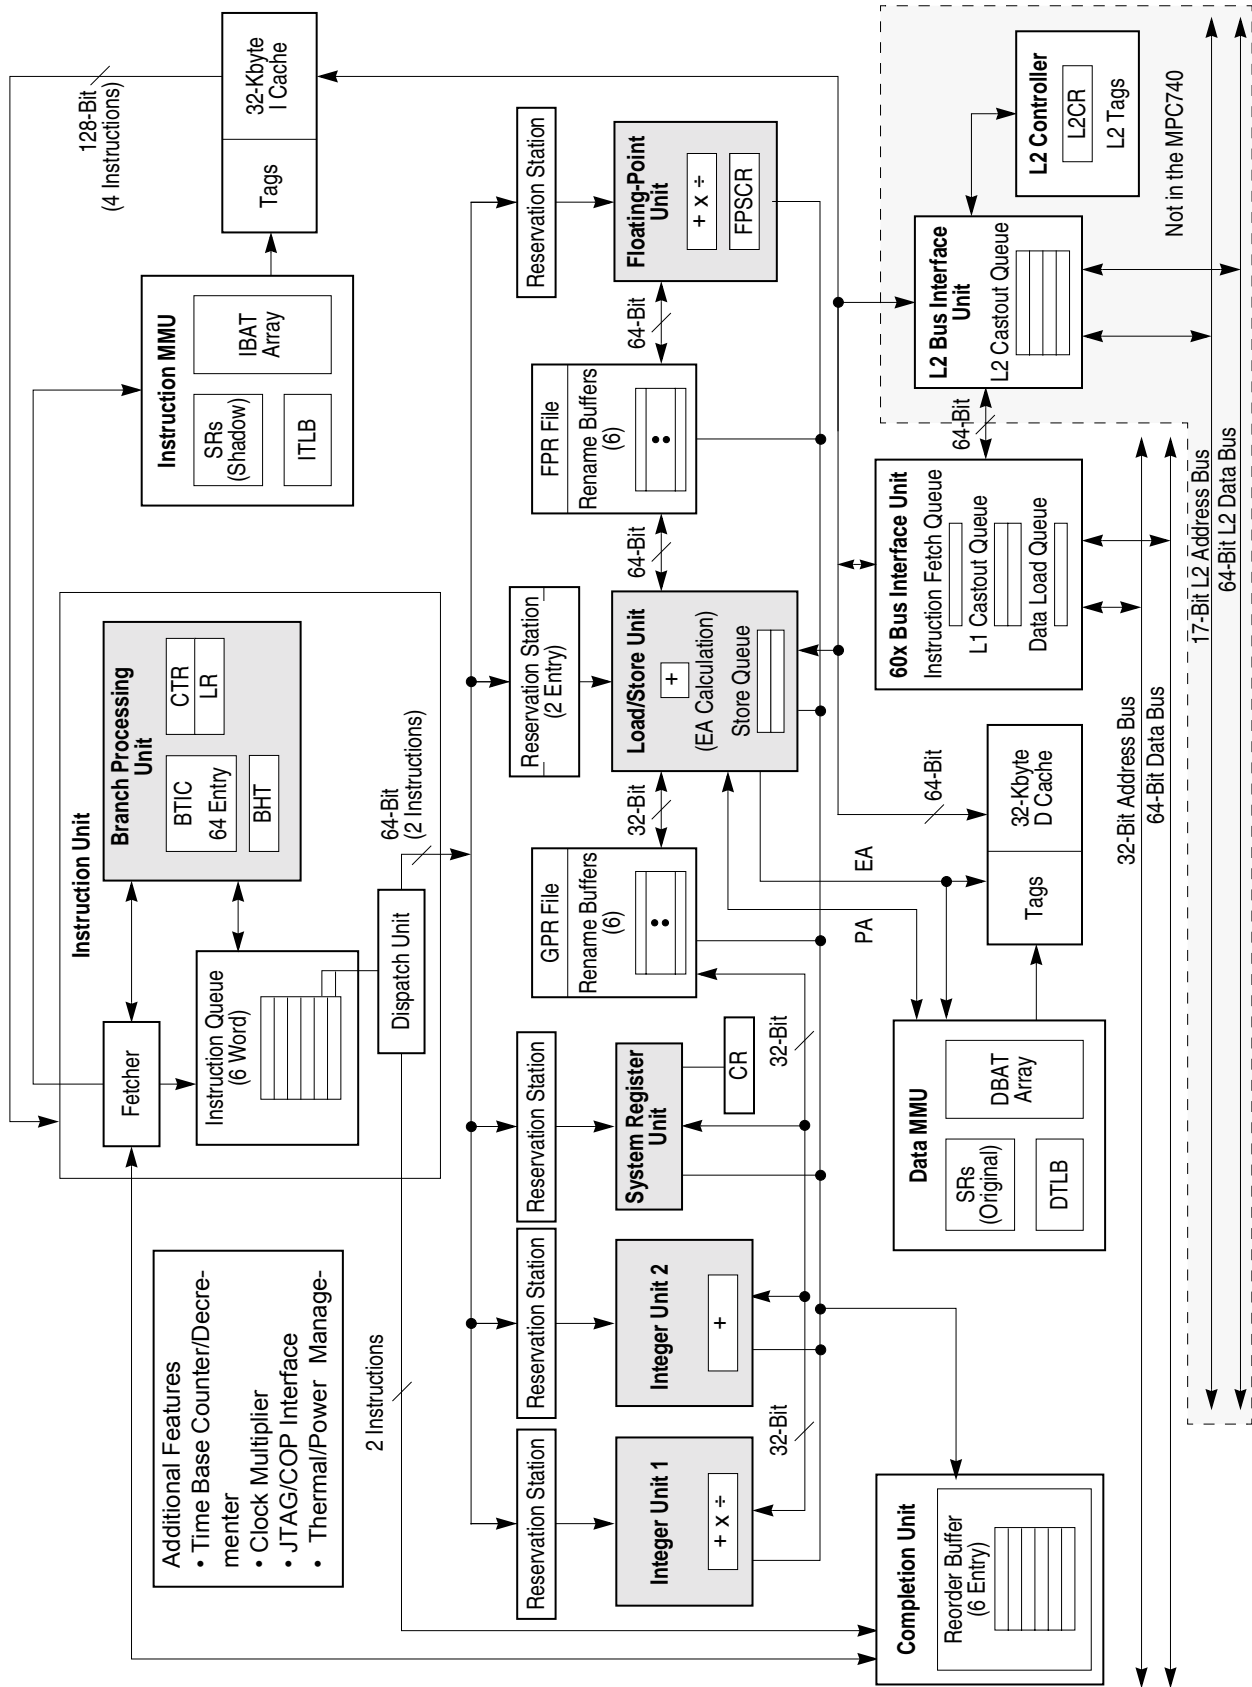 Additional Features
• Time Base Counter/Decre-
menter
• Clock Multiplier
• JTAG/COP Interface
• Thermal/Power Manage-
Instruction Unit
Fetcher
Branch Processing
Unit
BTIC
64 Entry
CTR
LR
BHT
Instruction Queue
(6 Word)
Dispatch Unit
2 Instructions
64-Bit
(2 Instructions)
Instruction MMU
SRs
(Shadow)
IBAT
Array
ITLB
128-Bit
(4 Instructions)
Tags
32-Kbyte
I Cache
Reservation Station
Reservation Station
Reservation Station
Reservation Station
(2 Entry)
Reservation Station
Integer Unit 1
+ x ÷
Integer Unit 2
+
System Register
Unit
CR
32-Bit
32-Bit
GPR File
Rename Buffers
(6)
32-Bit
Load/Store Unit
+
(EA Calculation)
Store Queue
64-Bit
FPR File
Rename Buffers
(6)
64-Bit
Floating-Point
Unit
+ x ÷
FPSCR
PA
EA
64-Bit
Completion Unit
Reorder Buffer
(6 Entry)
Data MMU
SRs
(Original)
DBAT
Array
DTLB
Tags
32-Kbyte
D Cache
60x Bus Interface Unit
Instruction Fetch Queue
L1 Castout Queue
Data Load Queue
64-Bit
L2 Bus Interface
Unit
L2 Castout Queue
L2 Controller
L2CR
L2 Tags
Not in the MPC740
32-Bit Address Bus
64-Bit Data Bus
17-Bit L2 Address Bus
64-Bit L2 Data Bus